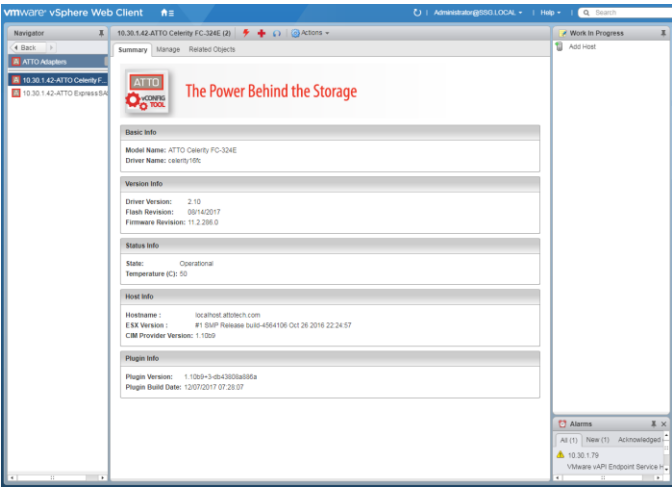 vmware® vSphere Web Client
Administrator@SSG.LOCAL
Help
Search
Navigator
Back
ATTO Adapters
10.30.1.42-ATTO Celerity F...
10.30.1.42-ATTO ExpressSA
10.30.1.42-ATTO Celerity FC-324E (2)
Actions
Summary Manage Related Objects
ATTO
vCONFIG
TOOL
The Power Behind the Storage
Basic Info
Model Name: ATTO Celerity FC-324E
Driver Name: celerity16fc
Version Info
Driver Version: 2.10
Flash Revision: 08/14/2017
Firmware Revision: 11.2.286.0
Status Info
State: Operational
Temperature (C): 50
Host Info
Hostname : localhost.attotech.com
ESX Version : #1 SMP Release build-4564106 Oct 26 2016 22:24:57
CIM Provider Version: 1.10b9
Plugin Info
Plugin Version: 1.10b9+3-db43608a886a
Plugin Build Date: 12/07/2017 07:28:07
Work In Progress
Add Host
Alarms
All (1) New (1) Acknowledged
10.30.1.79
VMware vAPI Endpoint Service H